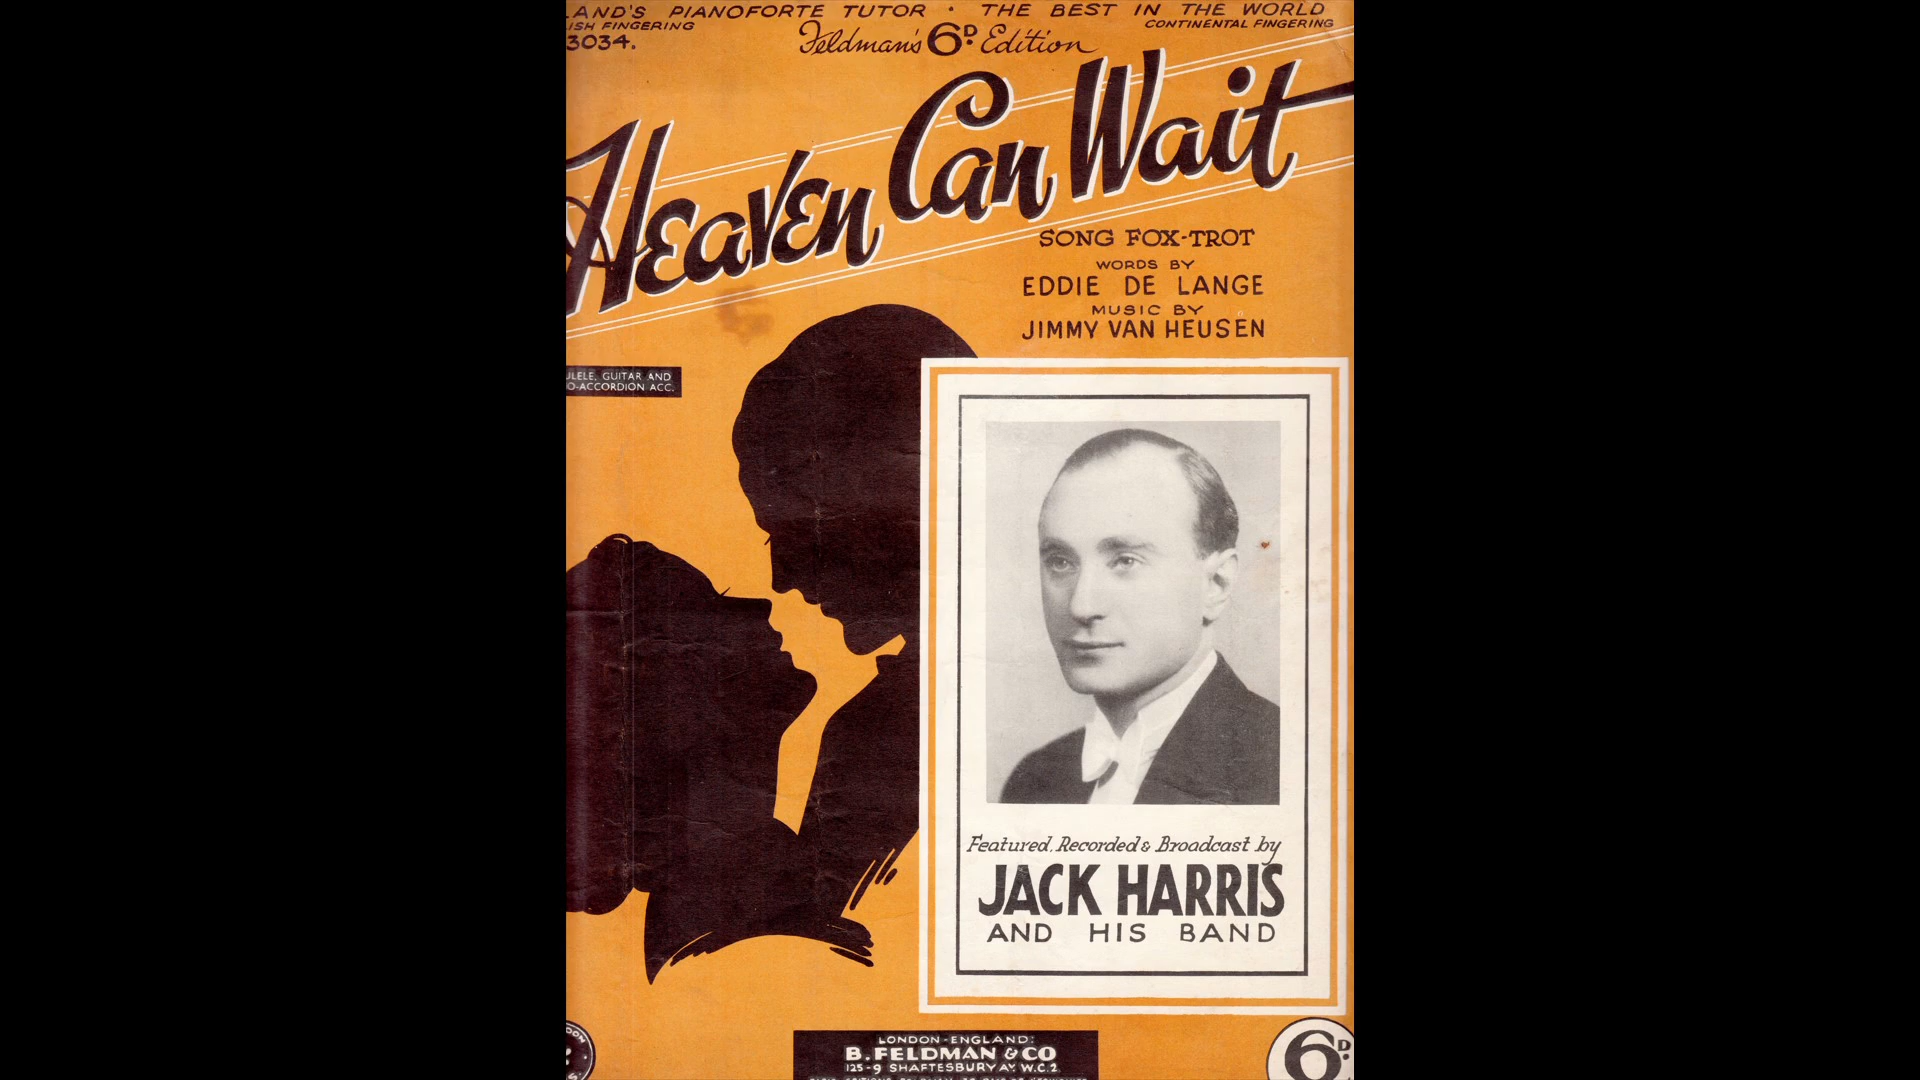 LAND'S PIANOFORTE TUTOR · THE BEST IN THE WORLD
ISH FINGERING CONTINENTAL FINGERING
3034.
Feldman's 6D. Edition
Heaven Can Wait
SONG FOX-TROT
WORDS BY
EDDIE DE LANGE
MUSIC BY
JIMMY VAN HEUSEN
ULELE, GUITAR AND
O-ACCORDION ACC.
Featured, Recorded & Broadcast by
JACK HARRIS
AND HIS BAND
LONDON-ENGLAND:
B. FELDMAN & CO
125-9 SHAFTESBURY AV. W.C.2.
6D.